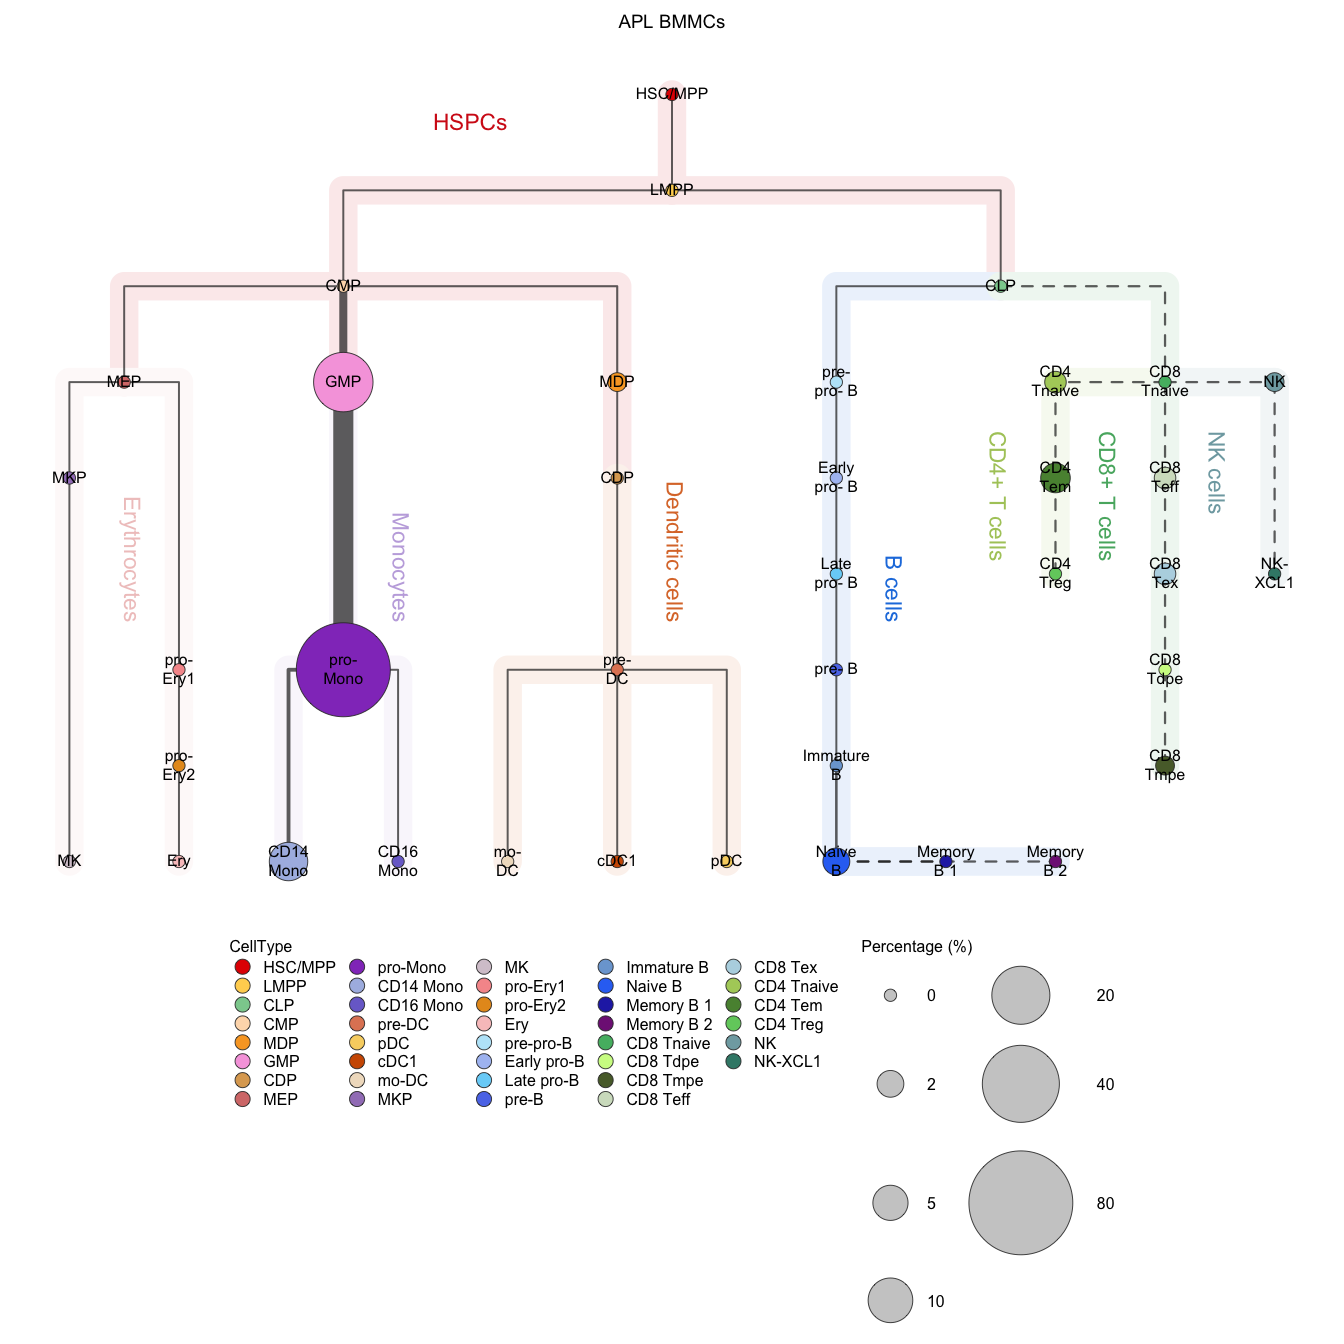 APL BMMCs
HSC/MPP
HSPCs
LMPP
CMP
CLP
MEP
GMP
MDP
pre-
pro- B
CD4
Tnaive
CD8
Tnaive
NK
MKP
CDP
Early
pro- B
CD4
Tem
CD8
Teff
Erythrocytes
Monocytes
Dendritic cells
B cells
CD4+ T cells
CD8+ T cells
NK cells
Late
pro- B
CD4
Treg
CD8
Tex
NK-
XCL1
pro-
Ery1
pro-
Mono
pre-
DC
pre- B
CD8
Tdpe
pro-
Ery2
Immature
B
CD8
Tmpe
MK
Ery
CD14
Mono
CD16
Mono
mo-
DC
cDC1
pDC
Naive
B
Memory
B 1
Memory
B 2
CellType
HSC/MPP
LMPP
CLP
CMP
MDP
GMP
CDP
MEP
pro-Mono
CD14 Mono
CD16 Mono
pre-DC
pDC
cDC1
mo-DC
MKP
MK
pro-Ery1
pro-Ery2
Ery
pre-pro-B
Early pro-B
Late pro-B
pre-B
Immature B
Naive B
Memory B 1
Memory B 2
CD8 Tnaive
CD8 Tdpe
CD8 Tmpe
CD8 Teff
CD8 Tex
CD4 Tnaive
CD4 Tem
CD4 Treg
NK
NK-XCL1
Percentage (%)
0
2
5
10
20
40
80